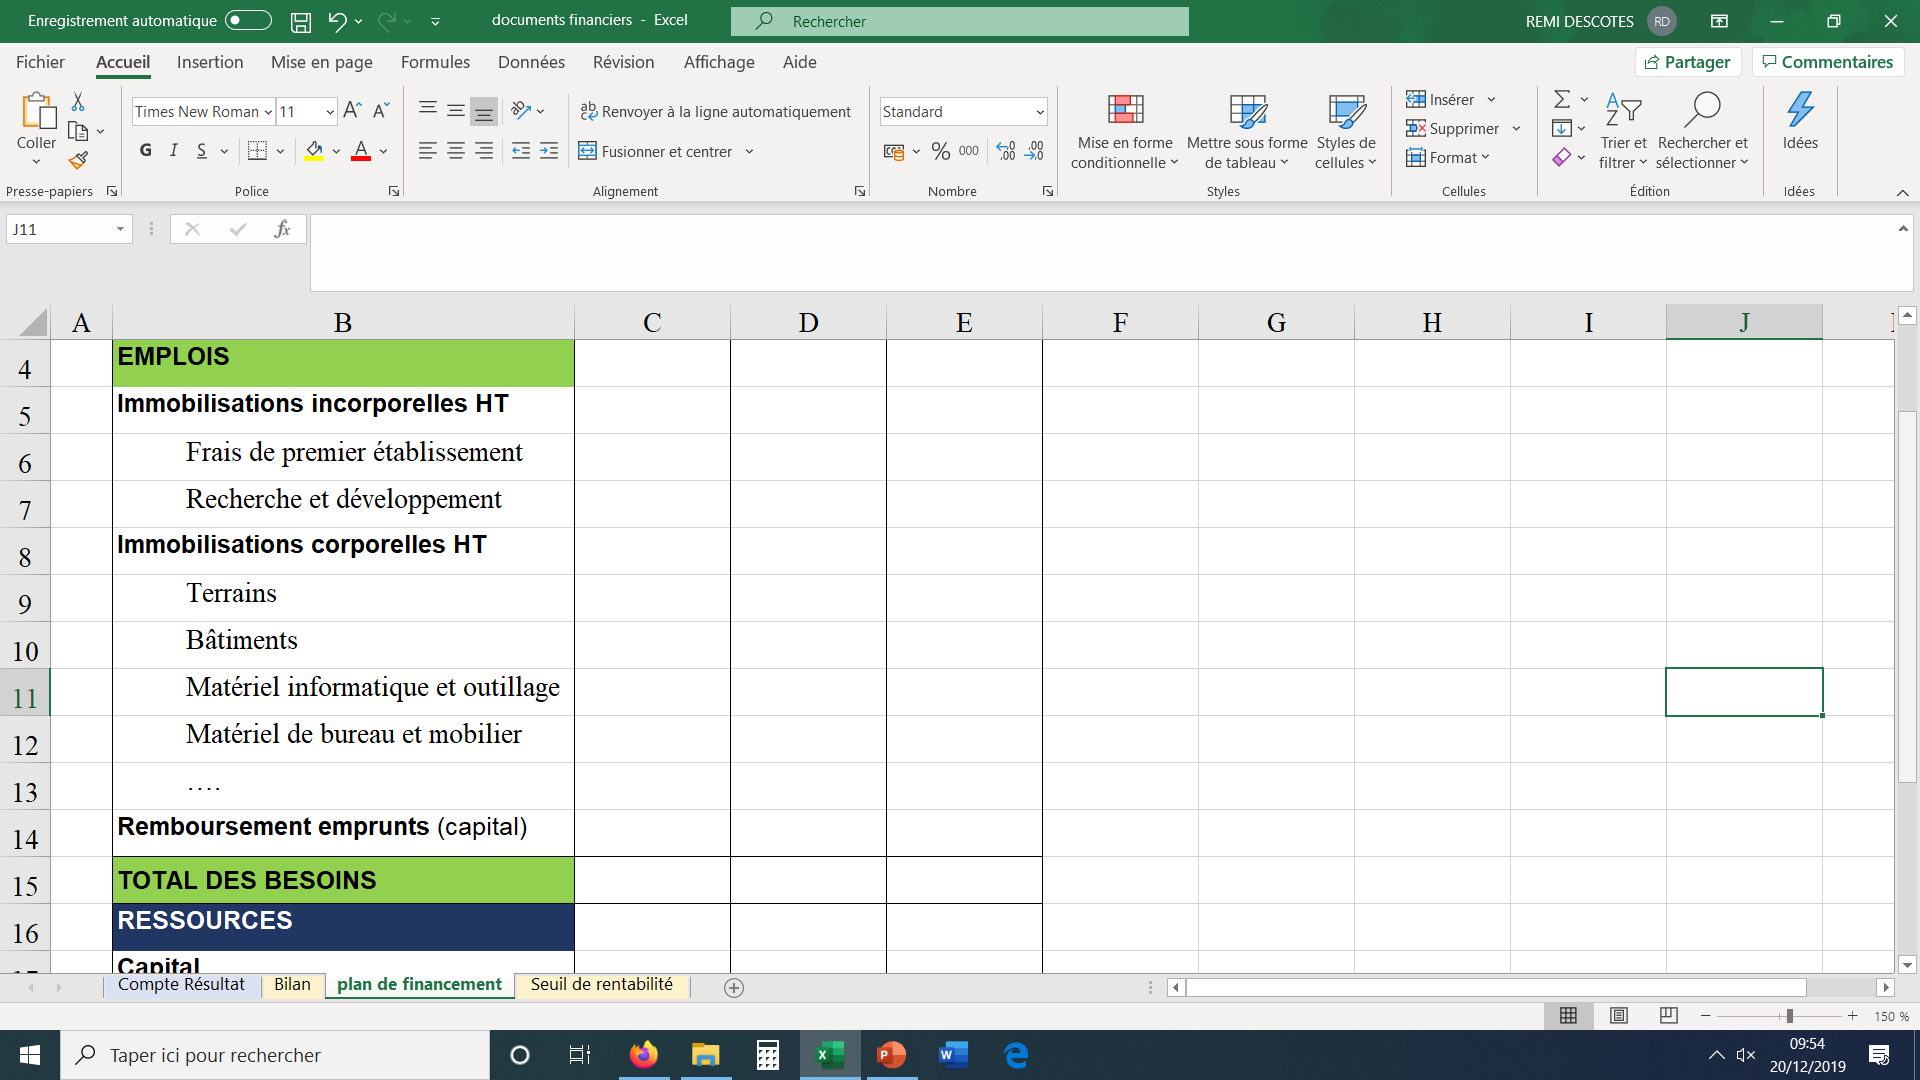 Enregistrement automatique
documents financiers - Excel
Rechercher
REMI DESCOTES
RD
Fichier
Accueil
Insertion
Mise en page
Formules
Données
Révision
Affichage
Aide
Partager
Commentaires
Coller
Times New Roman
11
G I S
Renvoyer à la ligne automatiquement
Fusionner et centrer
Standard
% 000
Mise en forme
conditionnelle
Mettre sous forme
de tableau
Styles de
cellules
Insérer
Supprimer
Format
Trier et
filtrer
Rechercher et
sélectionner
Idées
Presse-papiers
Police
Alignement
Nombre
Styles
Cellules
Édition
Idées
J11
fx
A B C D E F G H I J
4 EMPLOIS
5 Immobilisations incorporelles HT
6 Frais de premier établissement
7 Recherche et développement
8 Immobilisations corporelles HT
9 Terrains
10 Bâtiments
11 Matériel informatique et outillage
12 Matériel de bureau et mobilier
13 ....
14 Remboursement emprunts (capital)
15 TOTAL DES BESOINS
16 RESSOURCES
17 Capital
Compte Résultat
Bilan
plan de financement
Seuil de rentabilité
150 %
Taper ici pour rechercher
09:54
20/12/2019